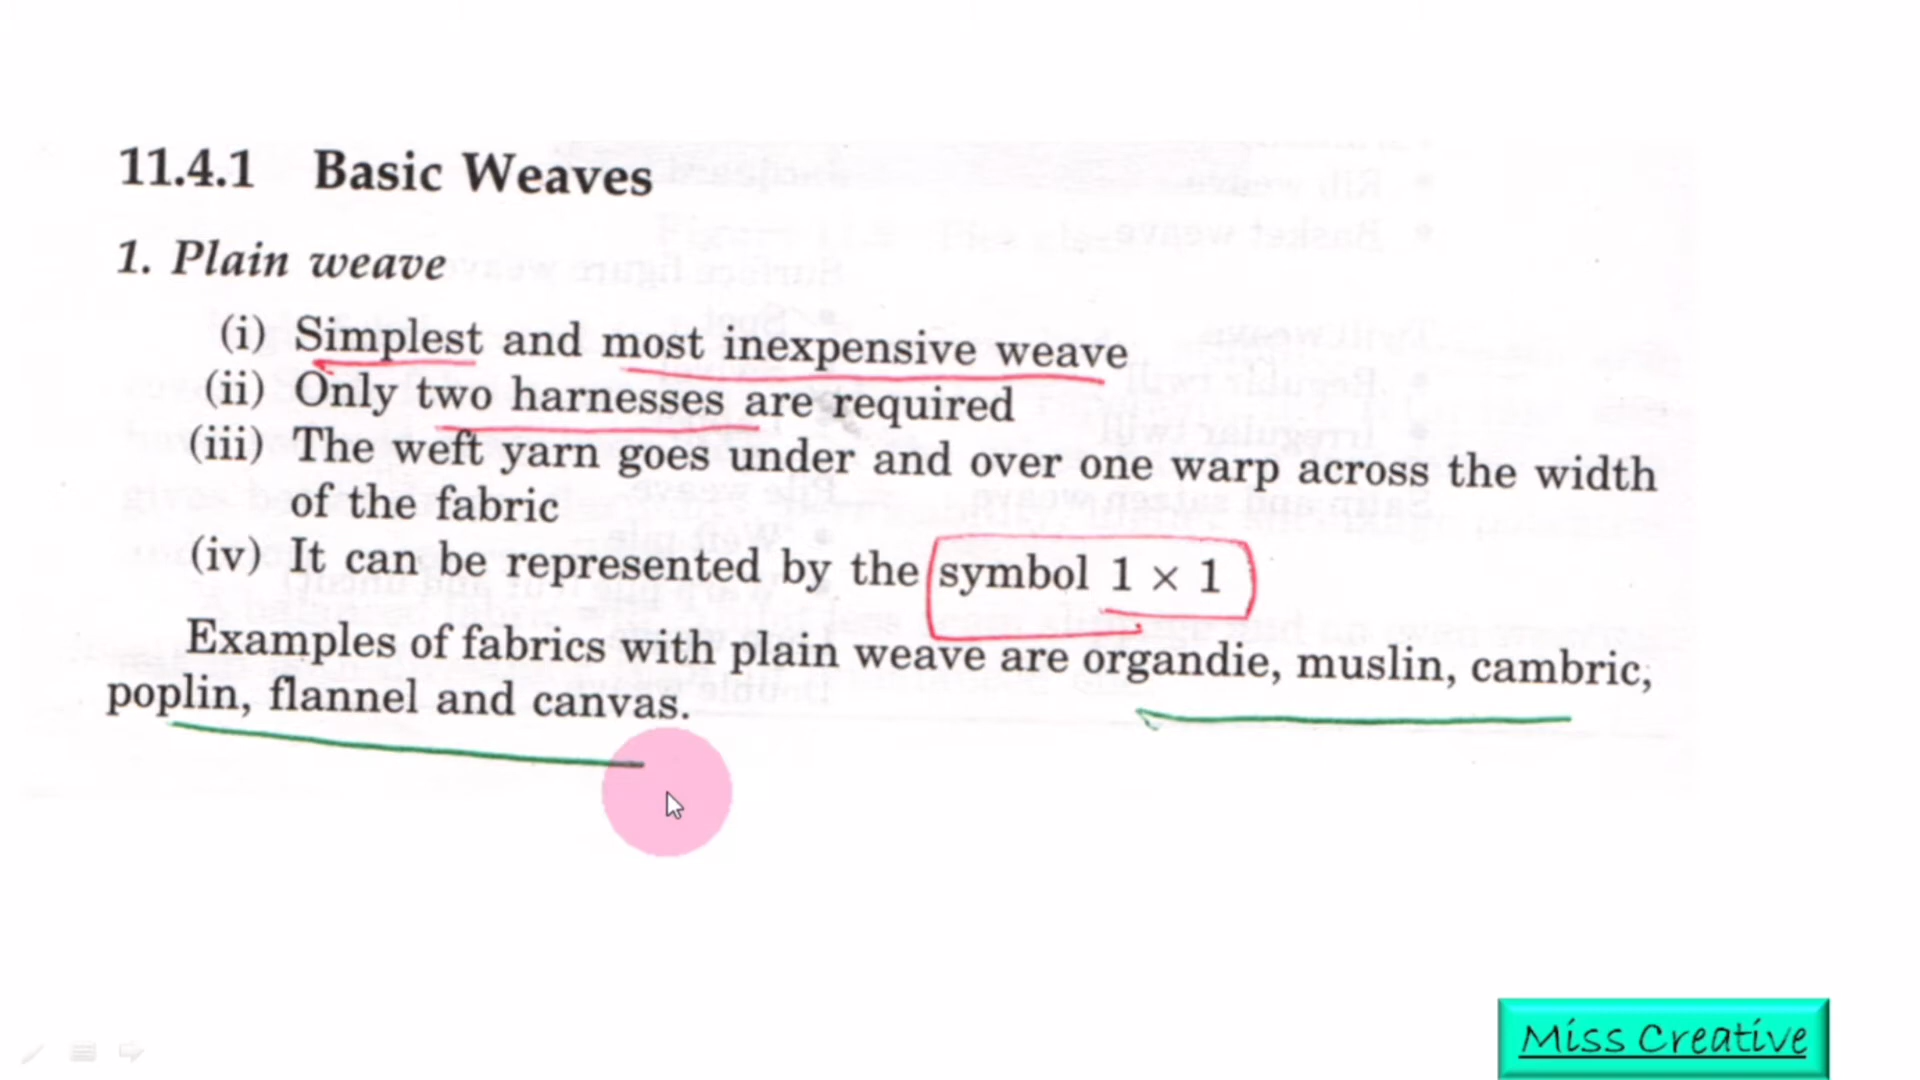 11.4.1 Basic Weaves
1. Plain weave
(i) Simplest and most inexpensive weave
(ii) Only two harnesses are required
(iii) The weft yarn goes under and over one warp across the width
of the fabric
(iv) It can be represented by the symbol 1 × 1
Examples of fabrics with plain weave are organdie, muslin, cambric,
poplin, flannel and canvas.
Miss Creative